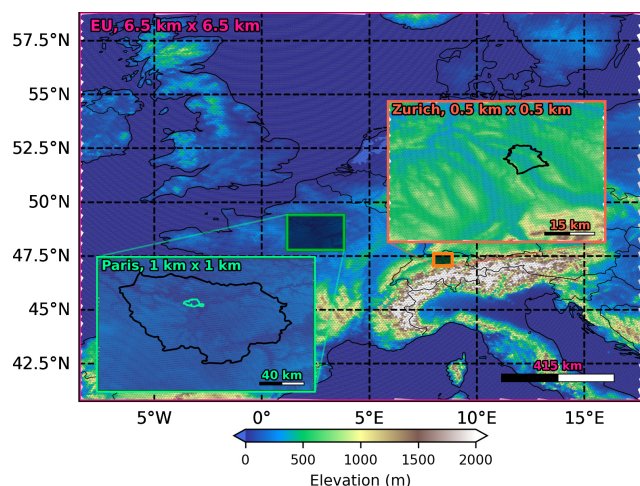 EU, 6.5 km x 6.5 km
57.5°N
55°N
Zurich, 0.5 km x 0.5 km
52.5°N
50°N
15 km
47.5°N
Paris, 1 km x 1 km
45°N
40 km
415 km
42.5°N
5°W
0°
5°E
10°E
15°E
0
500
1000
1500
2000
Elevation (m)